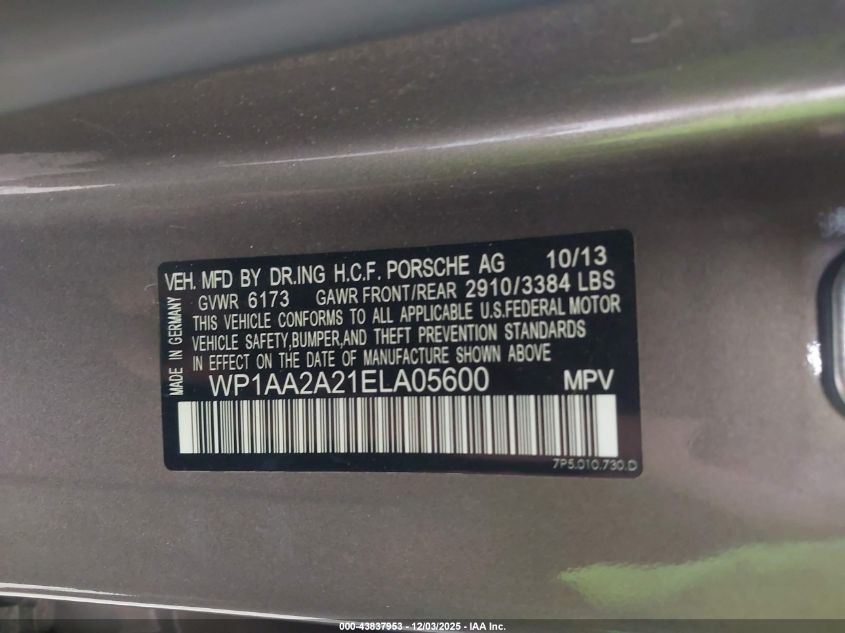 VEH. MFD BY DR.ING H.C.F. PORSCHE AG 10/13
GVWR 6173 GAWR FRONT/REAR 2910/3384 LBS
THIS VEHICLE CONFORMS TO ALL APPLICABLE U.S.FEDERAL MOTOR
VEHICLE SAFETY,BUMPER,AND THEFT PREVENTION STANDARDS
IN EFFECT ON THE DATE OF MANUFACTURE SHOWN ABOVE
MADE IN GERMANY
WP1AA2A21ELA05600 MPV
7P5.010.730.D
000-43837953 - 12/03/2025 - IAA Inc.